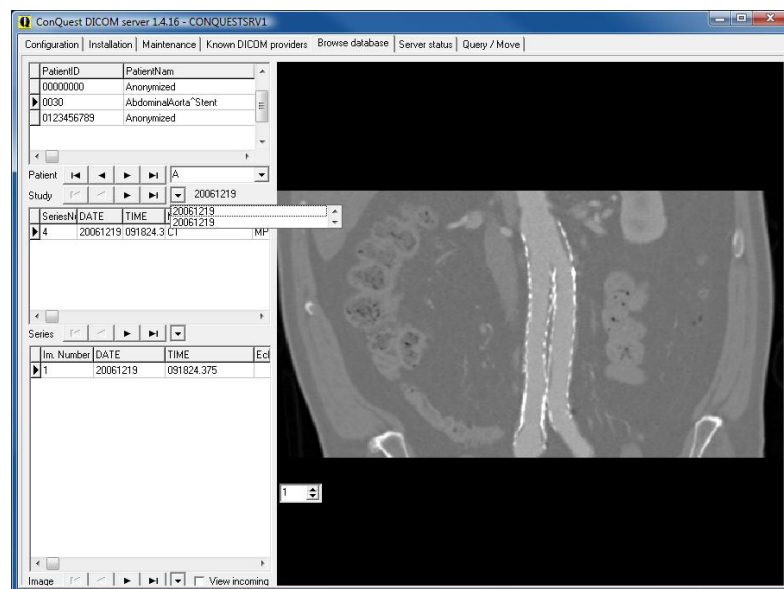 ConQuest DICOM server 1.4.16 - CONQUESTSRV1
Configuration Installation Maintenance Known DICOM providers Browse database Server status Query / Move
PatientID PatientNam
00000000 Anonymized
0030 AbdominalAorta^Stent
0123456789 Anonymized
Patient A
Study 20061219
20061219
20061219
SeriesN DATE TIME
4 20061219 091824.3 CT MP
Series
Im. Number DATE TIME Ecl
1 20061219 091824.375
1
Image View incoming